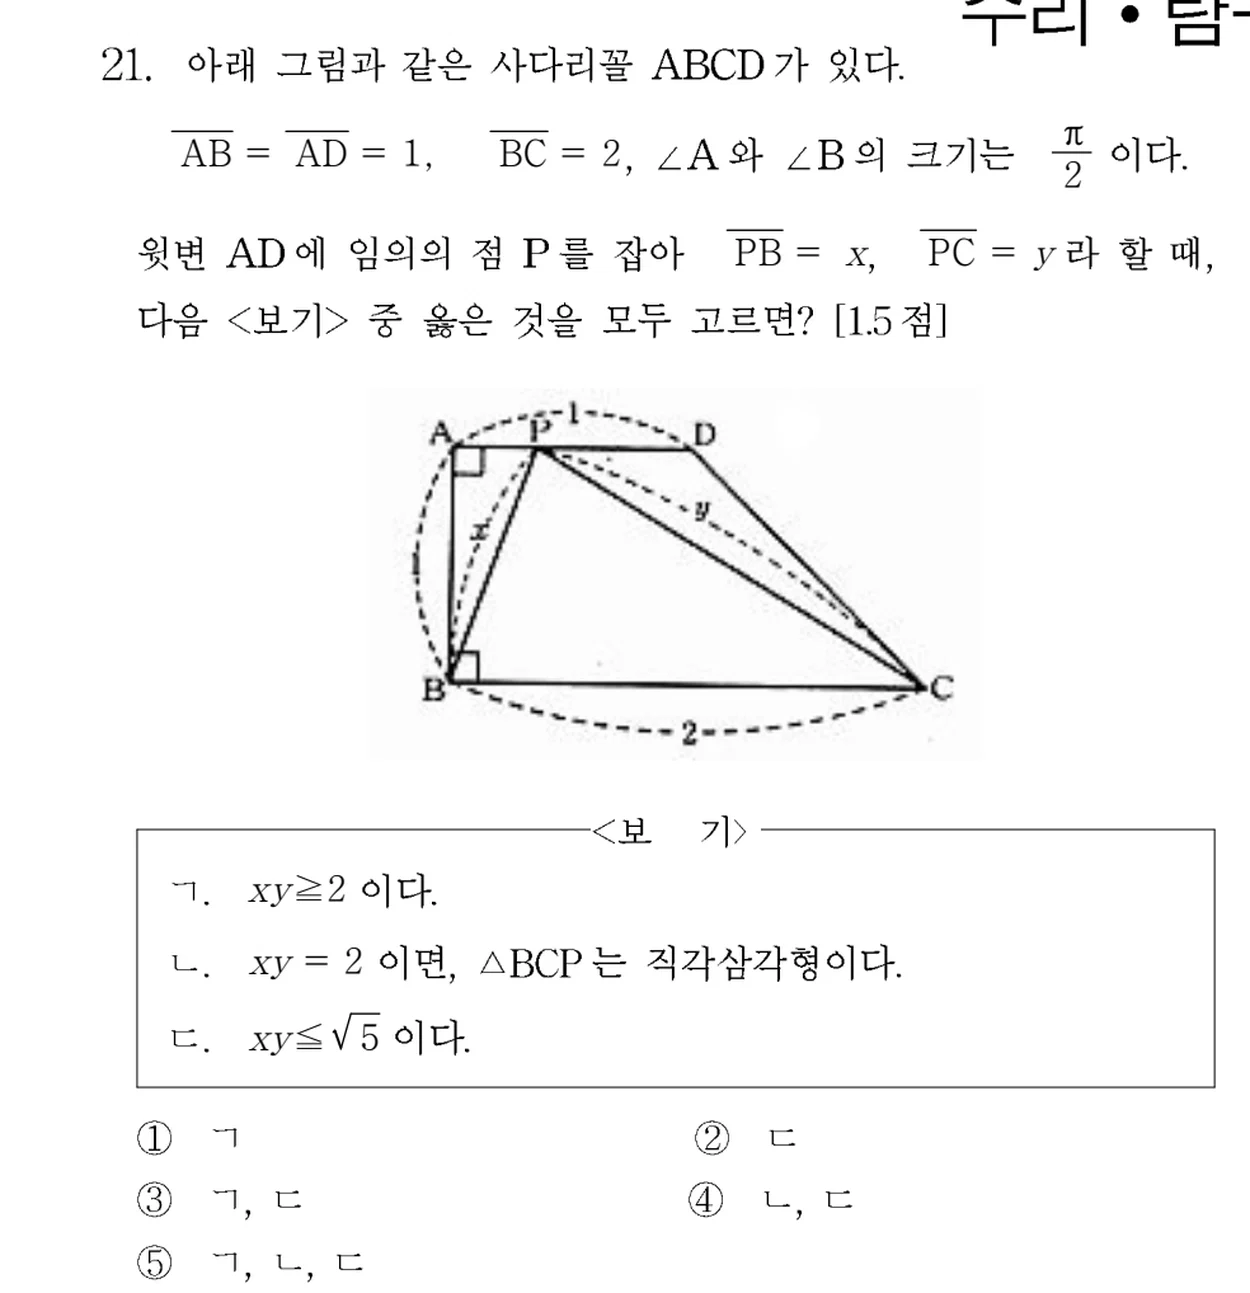 수리 • 탐구
21. 아래 그림과 같은 사다리꼴 ABCD가 있다.
AB = AD = 1, BC = 2, ∠A와 ∠B의 크기는 π/2 이다.
윗변 AD에 임의의 점 P를 잡아 PB = x, PC = y라 할 때,
다음 <보기> 중 옳은 것을 모두 고르면? [1.5점]
1
A P D
y
x
B C
2
<보 기>
ㄱ. xy≧2 이다.
ㄴ. xy = 2 이면, △BCP는 직각삼각형이다.
ㄷ. xy≦√5 이다.
① ㄱ ② ㄷ
③ ㄱ, ㄷ ④ ㄴ, ㄷ
⑤ ㄱ, ㄴ, ㄷ